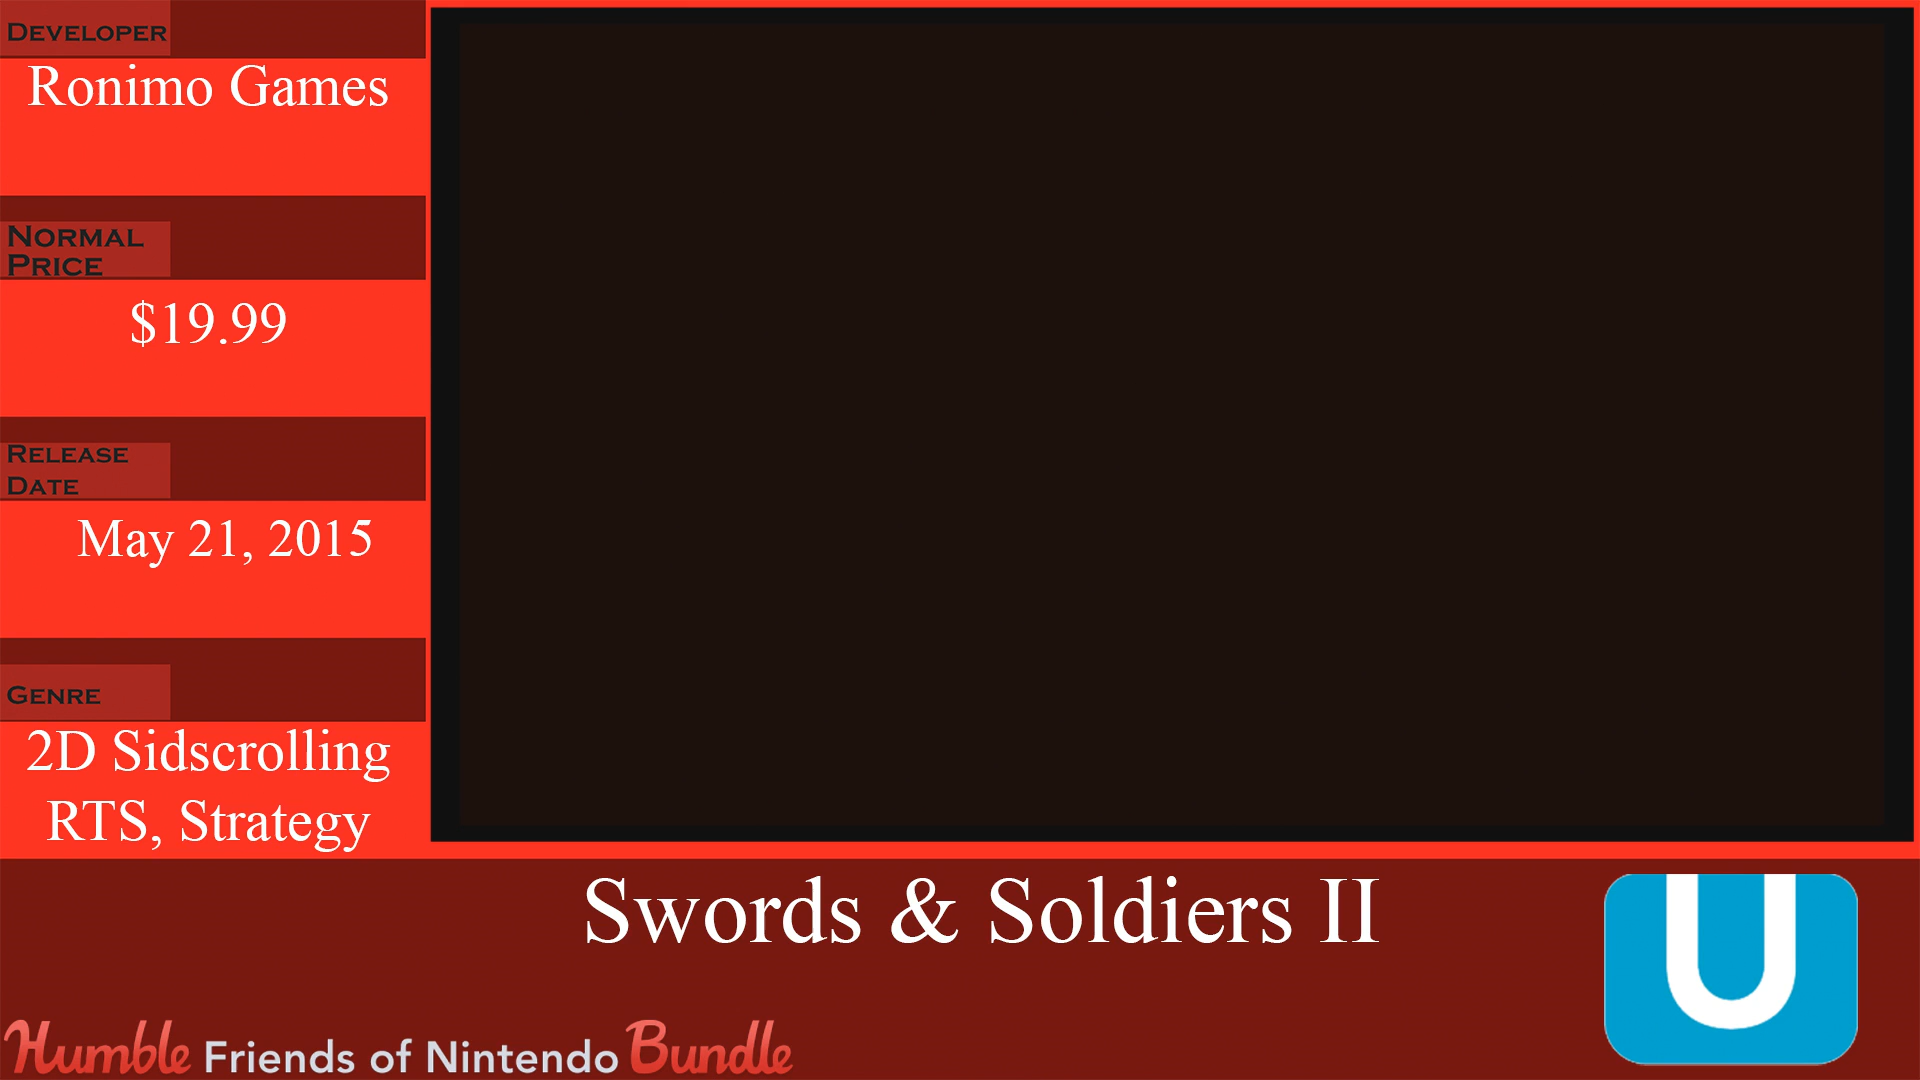 DEVELOPER
Ronimo Games
NORMAL
PRICE
$19.99
RELEASE
DATE
May 21, 2015
GENRE
2D Sidscrolling
RTS, Strategy
Swords & Soldiers II
U
Humble Friends of Nintendo Bundle